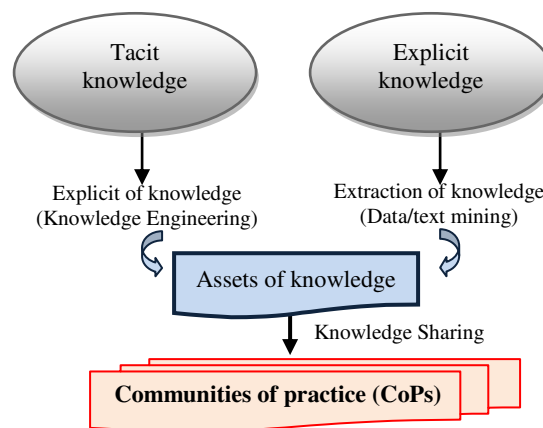 Tacit
knowledge
Explicit
knowledge
Explicit of knowledge
(Knowledge Engineering)
Extraction of knowledge
(Data/text mining)
Assets of knowledge
Knowledge Sharing
Communities of practice (CoPs)